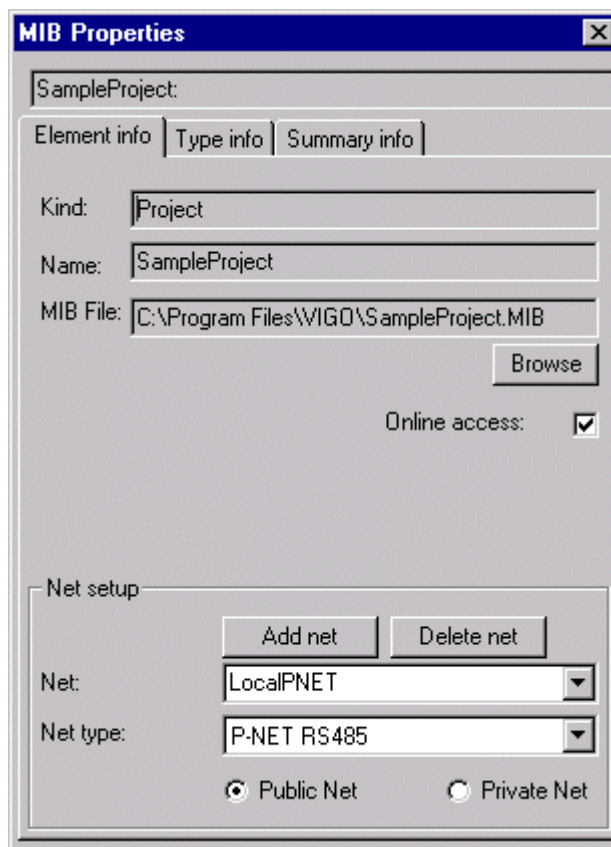 MIB Properties
SampleProject:
Element info Type info Summary info
Kind: Project
Name: SampleProject
MIB File: C:\Program Files\VIGO\SampleProject.MIB
Browse
Online access:
Net setup
Add net Delete net
Net: LocalPNET
Net type: P-NET RS485
Public Net Private Net